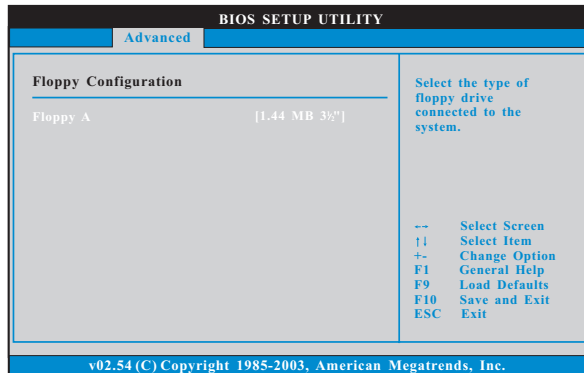 BIOS SETUP UTILITY
Advanced
Floppy Configuration
Floppy A [1.44 MB 3½"]
Select the type of
floppy drive
connected to the
system.
←→ Select Screen
↑↓ Select Item
+- Change Option
F1 General Help
F9 Load Defaults
F10 Save and Exit
ESC Exit
v02.54 (C) Copyright 1985-2003, American Megatrends, Inc.